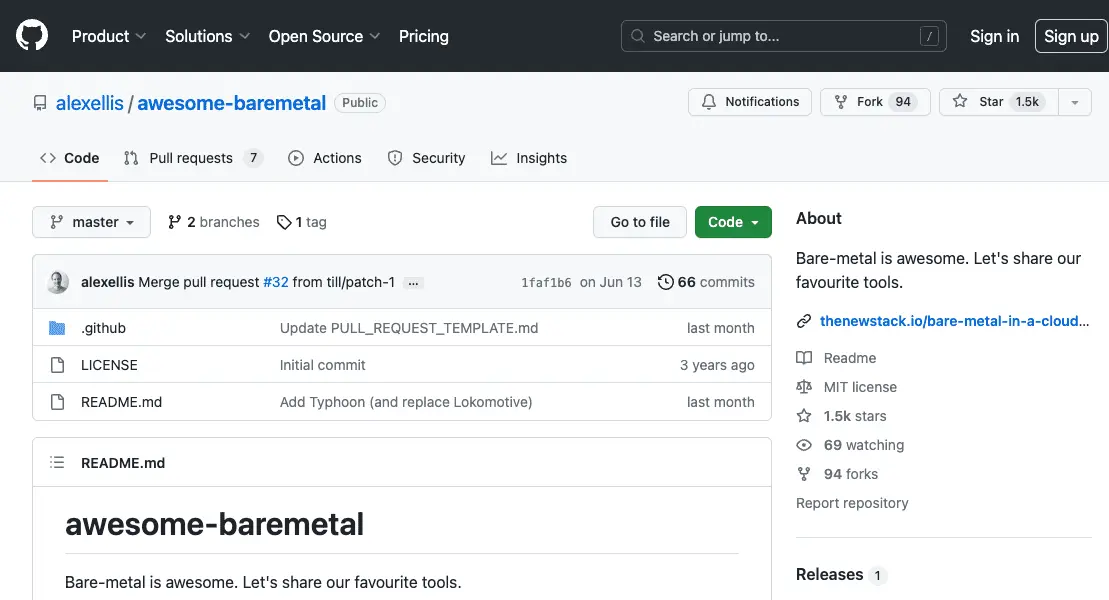 Product Solutions Open Source Pricing Search or jump to... / Sign in Sign up
alexellis / awesome-baremetal Public Notifications Fork 94 Star 1.5k
Code Pull requests 7 Actions Security Insights
master 2 branches 1 tag Go to file Code
alexellis Merge pull request #32 from till/patch-1 ... 1faf1b6 on Jun 13 66 commits
.github Update PULL_REQUEST_TEMPLATE.md last month
LICENSE Initial commit 3 years ago
README.md Add Typhoon (and replace Lokomotive) last month
README.md
awesome-baremetal
Bare-metal is awesome. Let's share our favourite tools.
About
Bare-metal is awesome. Let's share our
favourite tools.
thenewstack.io/bare-metal-in-a-cloud...
Readme
MIT license
1.5k stars
69 watching
94 forks
Report repository
Releases 1